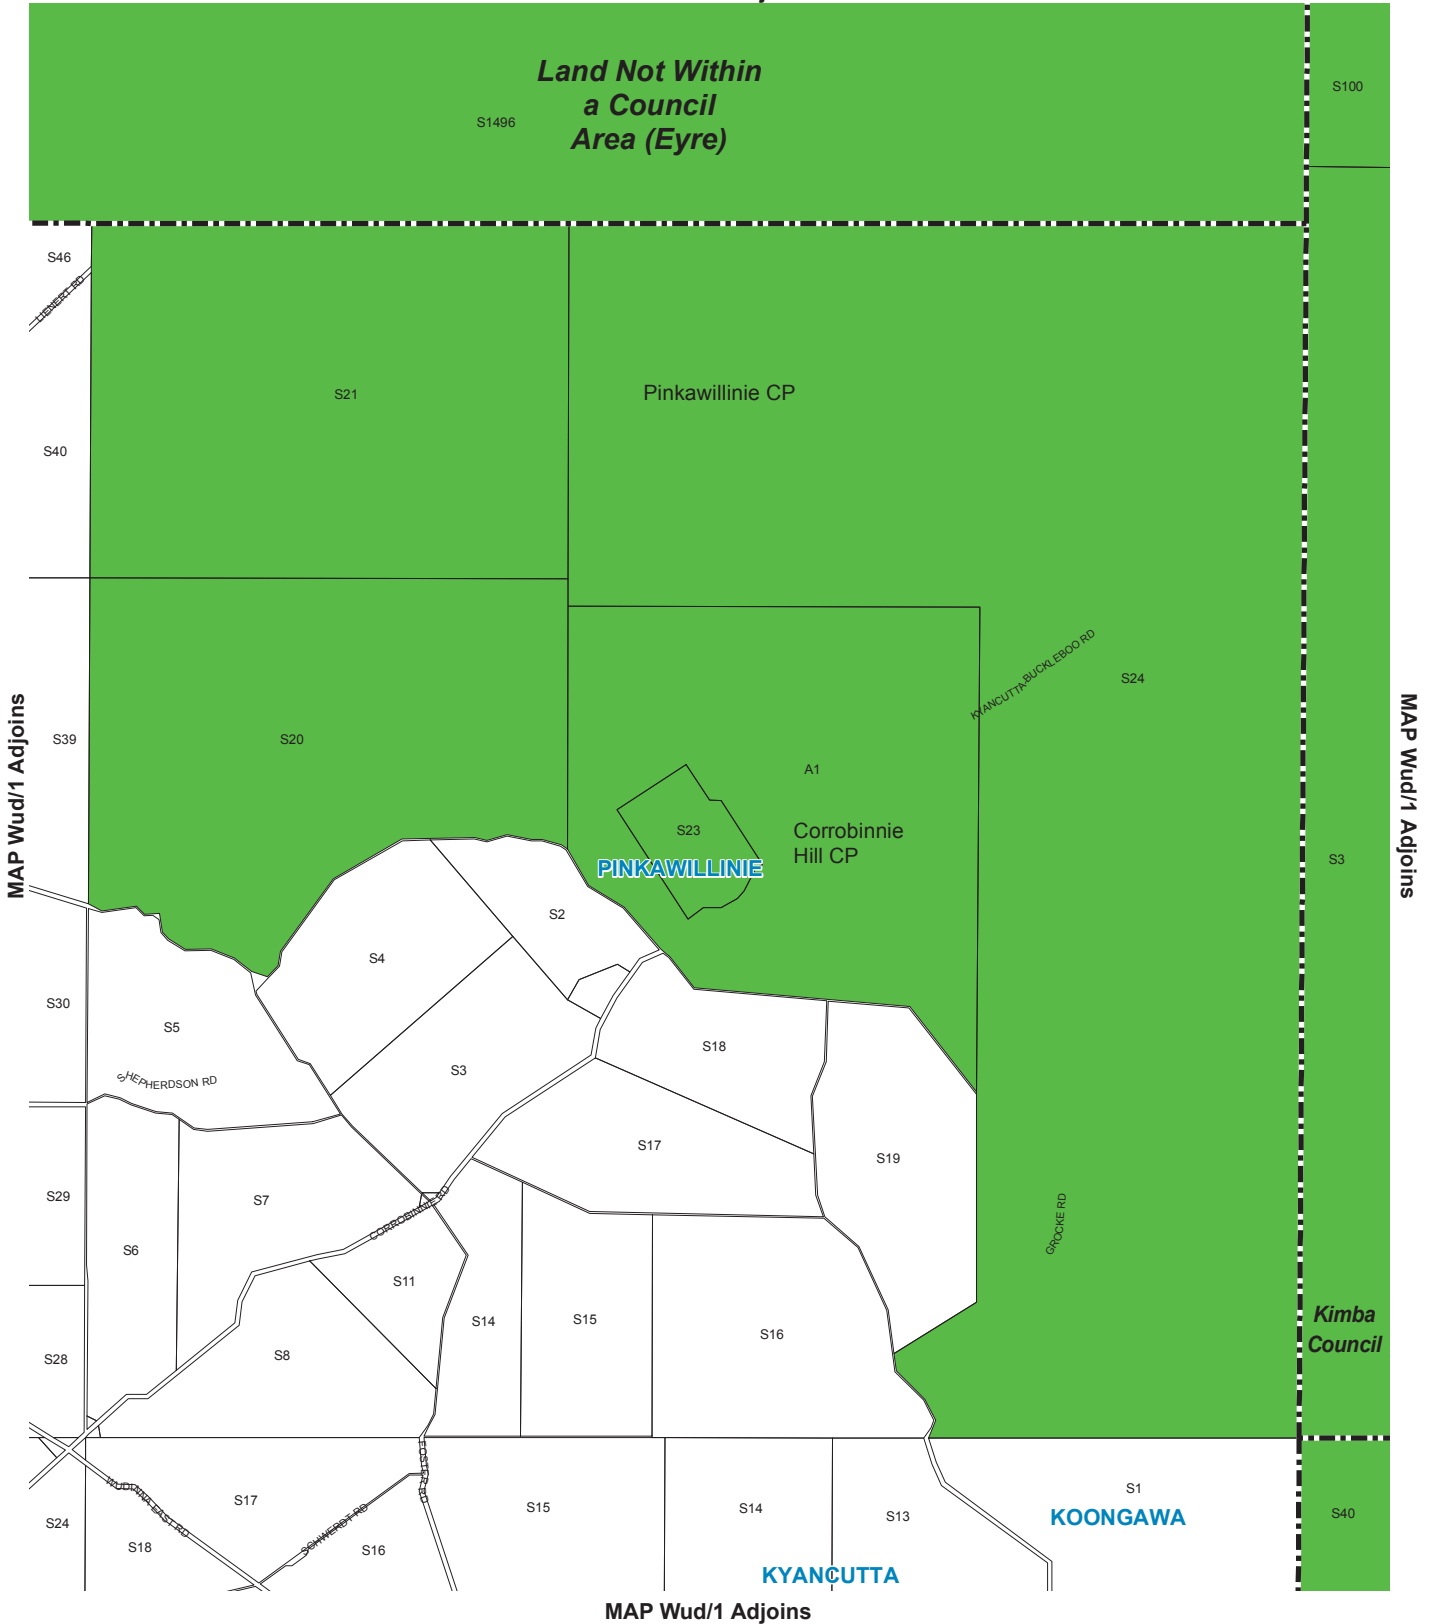 Land Not Within
a Council
Area (Eyre)
S1496
S100
S46
LIENERT RD
S21
Pinkawillinie CP
S40
KYANCUTTA-BUCKLEBOO RD
S24
MAP Wud/1 Adjoins
S39
S20
A1
MAP Wud/1 Adjoins
S23
Corrobinnie
Hill CP
PINKAWILLINIE
S3
S2
S4
S30
S5
S18
SHEPHERDSON RD
S3
S17
S19
S29
S7
CORROBINNIE RD
GROCKE RD
S6
S11
S14
S15
S16
Kimba
Council
S28
S8
FOSTER RD
WUDINNA EAST RD
S17
S15
S14
S13
S1
KOONGAWA
S40
S24
S18
SCHWERDT RD
S16
KYANCUTTA
MAP Wud/1 Adjoins